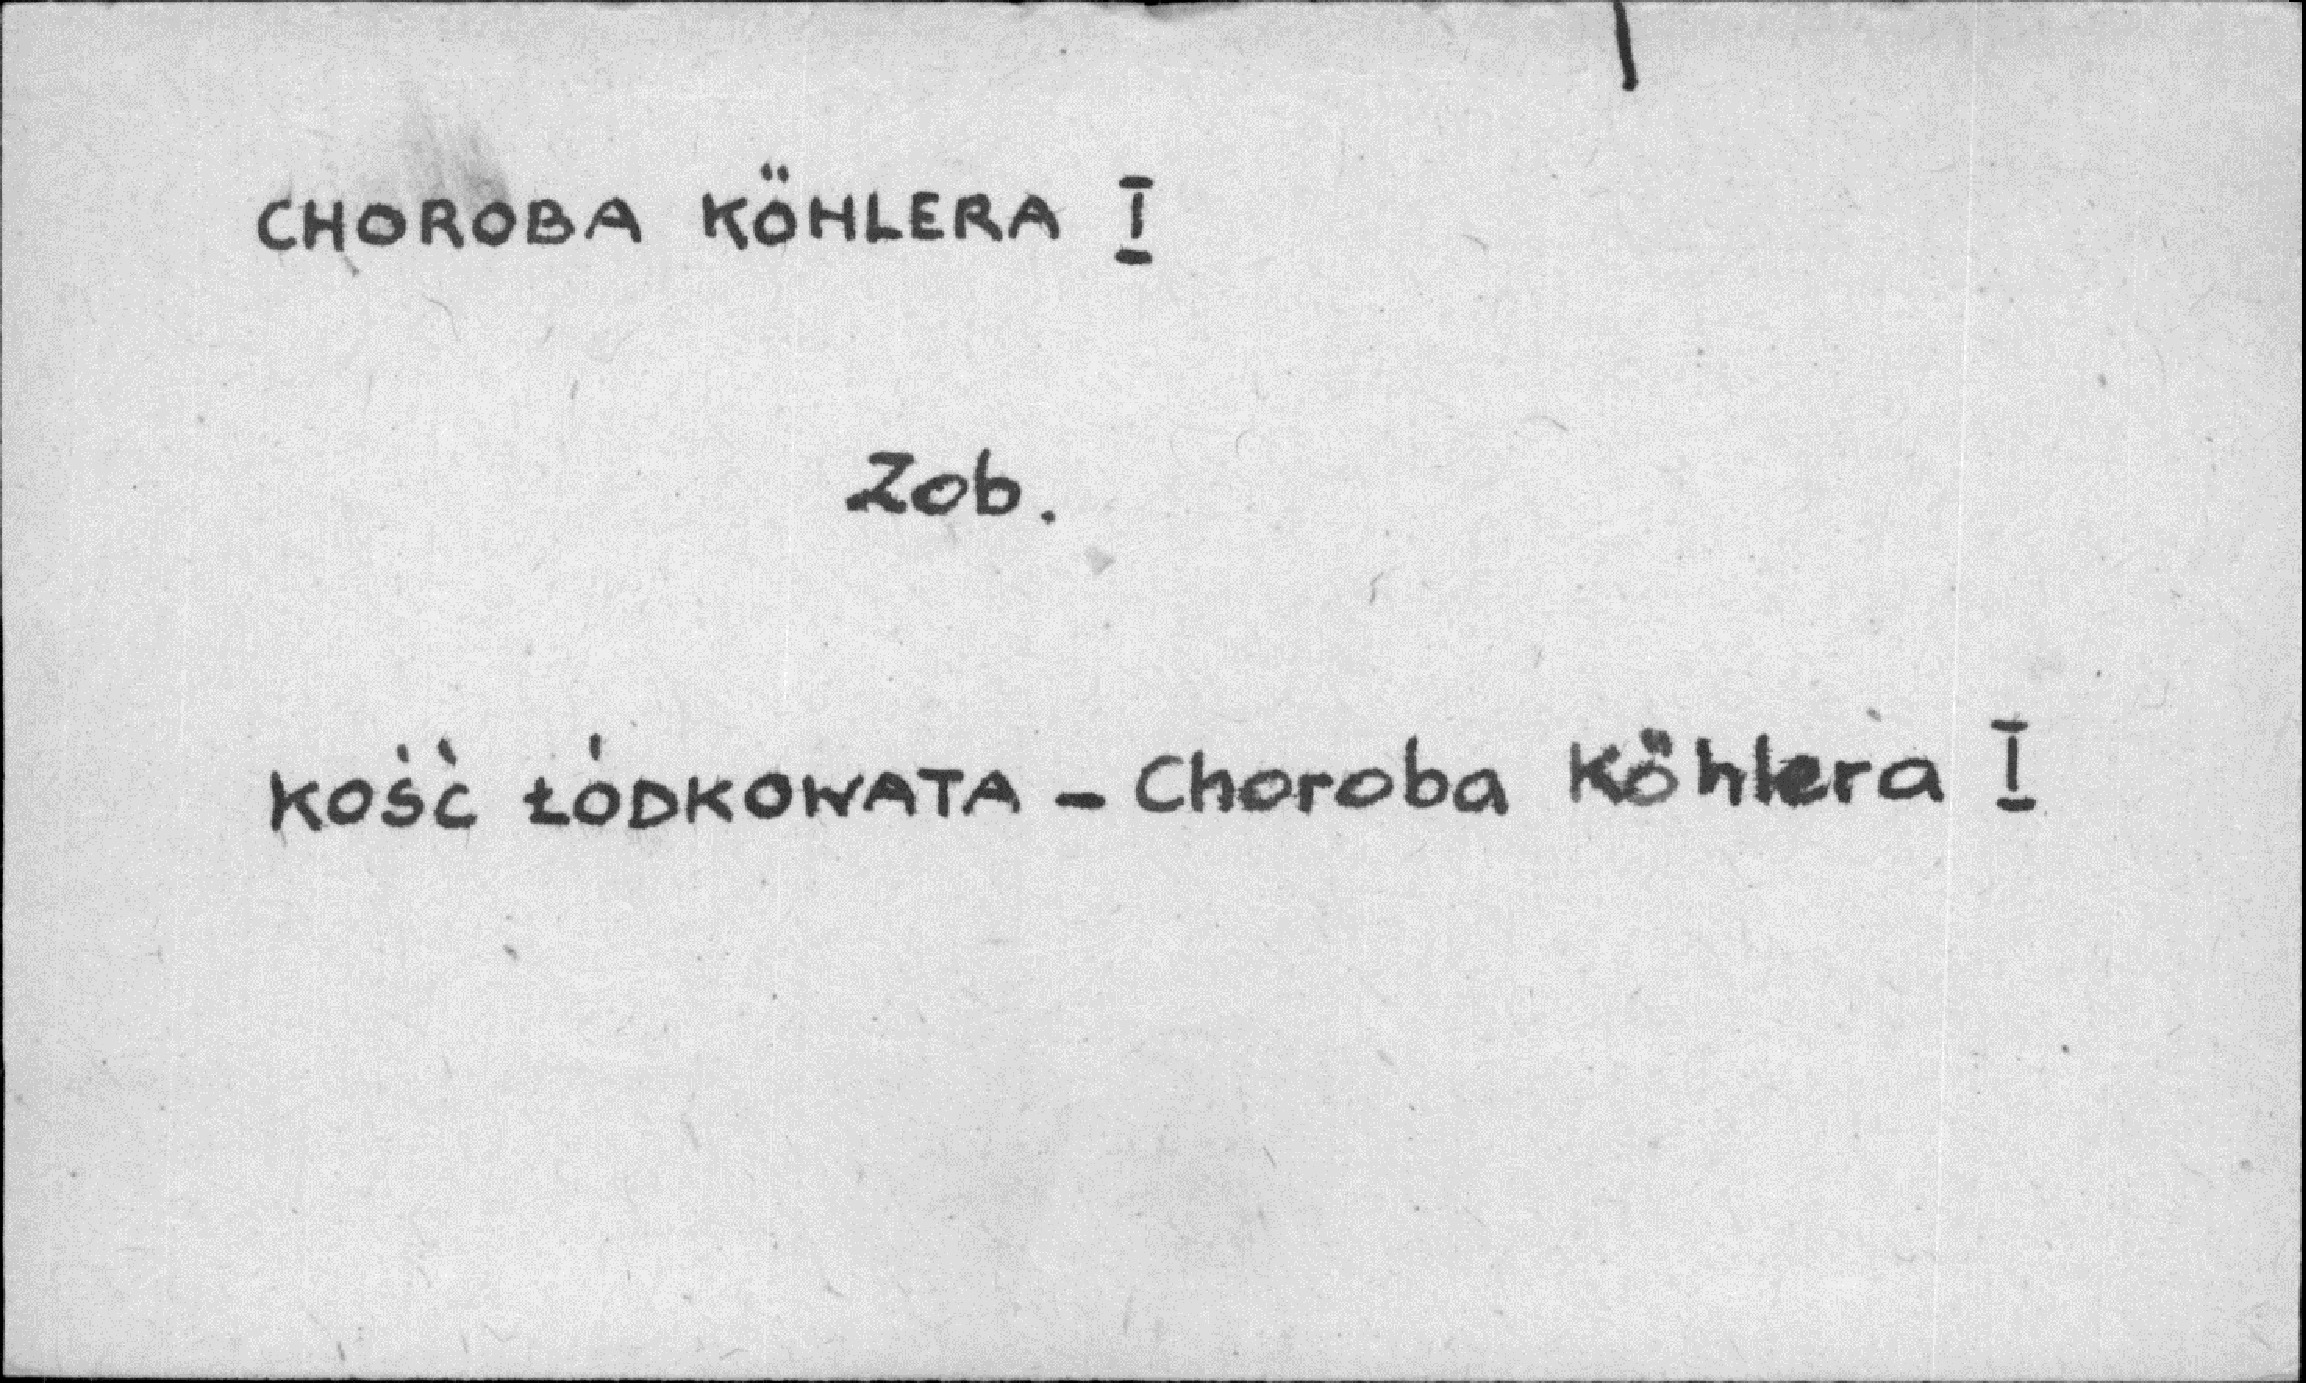 CHOROBA KÖHLERA I
Zob.
KOŚĆ ŁÓDKOWATA - Choroba Köhlera I